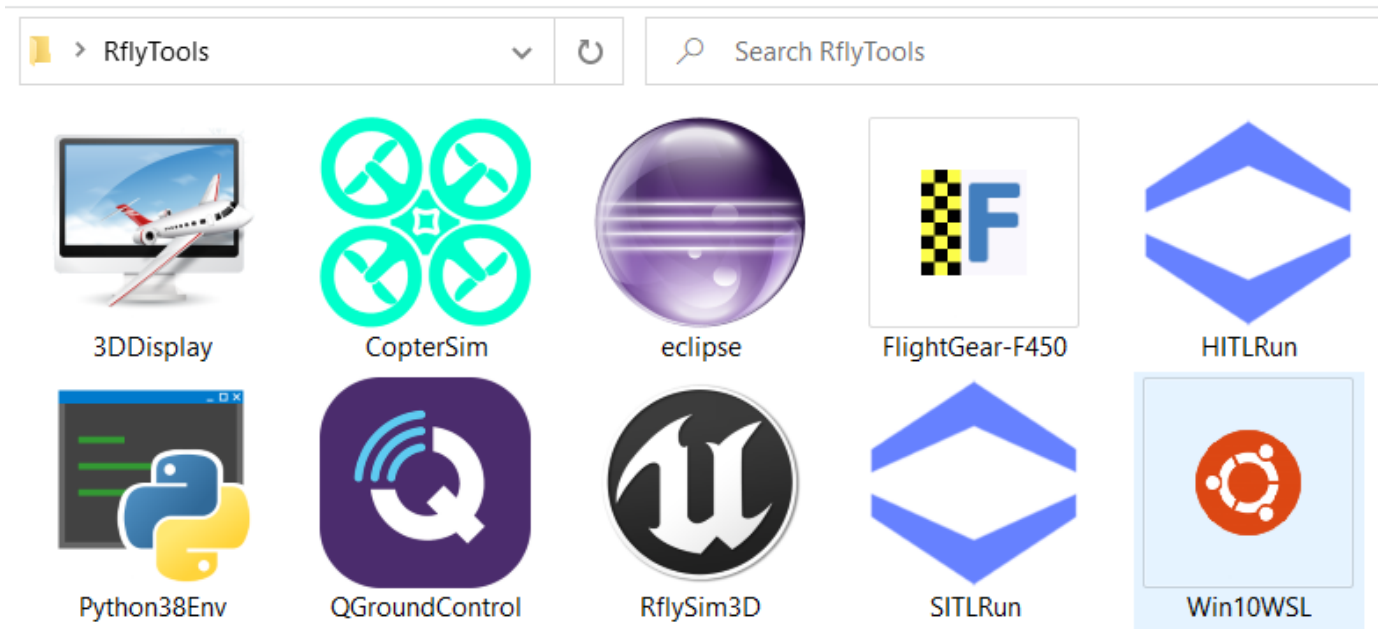 RflyTools
Search RflyTools
3DDisplay
CopterSim
eclipse
FlightGear-F450
HITLRun
Python38Env
QGroundControl
RflySim3D
SITLRun
Win10WSL